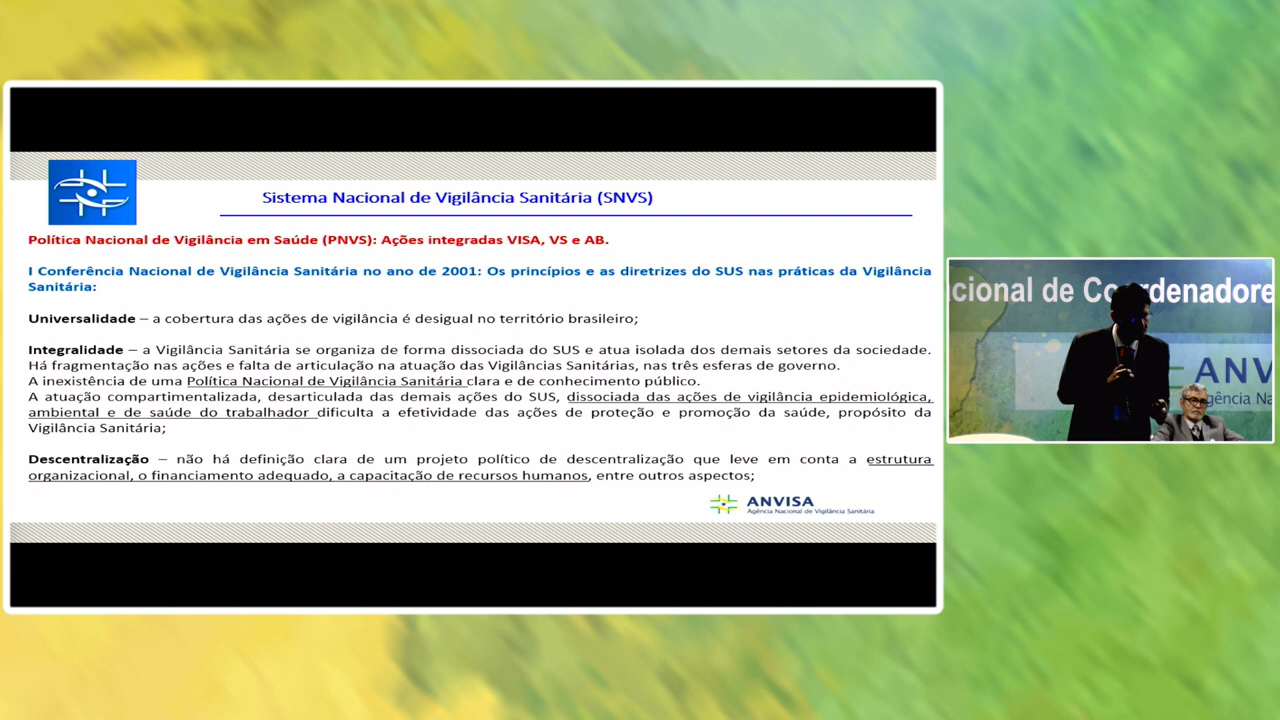 Sistema Nacional de Vigilância Sanitária (SNVS)
Política Nacional de Vigilância em Saúde (PNVS): Ações integradas VISA, VS e AB.
I Conferência Nacional de Vigilância Sanitária no ano de 2001: Os princípios e as diretrizes do SUS nas práticas da Vigilância
Sanitária:
Universalidade – a cobertura das ações de vigilância é desigual no território brasileiro;
Integralidade – a Vigilância Sanitária se organiza de forma dissociada do SUS e atua isolada dos demais setores da sociedade.
Há fragmentação nas ações e falta de articulação na atuação das Vigilâncias Sanitárias, nas três esferas de governo.
A inexistência de uma Política Nacional de Vigilância Sanitária clara e de conhecimento público.
A atuação compartimentalizada, desarticulada das demais ações do SUS, dissociada das ações de vigilância epidemiológica,
ambiental e de saúde do trabalhador dificulta a efetividade das ações de proteção e promoção da saúde, propósito da
Vigilância Sanitária;
Descentralização – não há definição clara de um projeto político de descentralização que leve em conta a estrutura
organizacional, o financiamento adequado, a capacitação de recursos humanos, entre outros aspectos;
ANVISA
Agência Nacional de Vigilância Sanitária
cional de Co rdenadore
ANV
gência Na